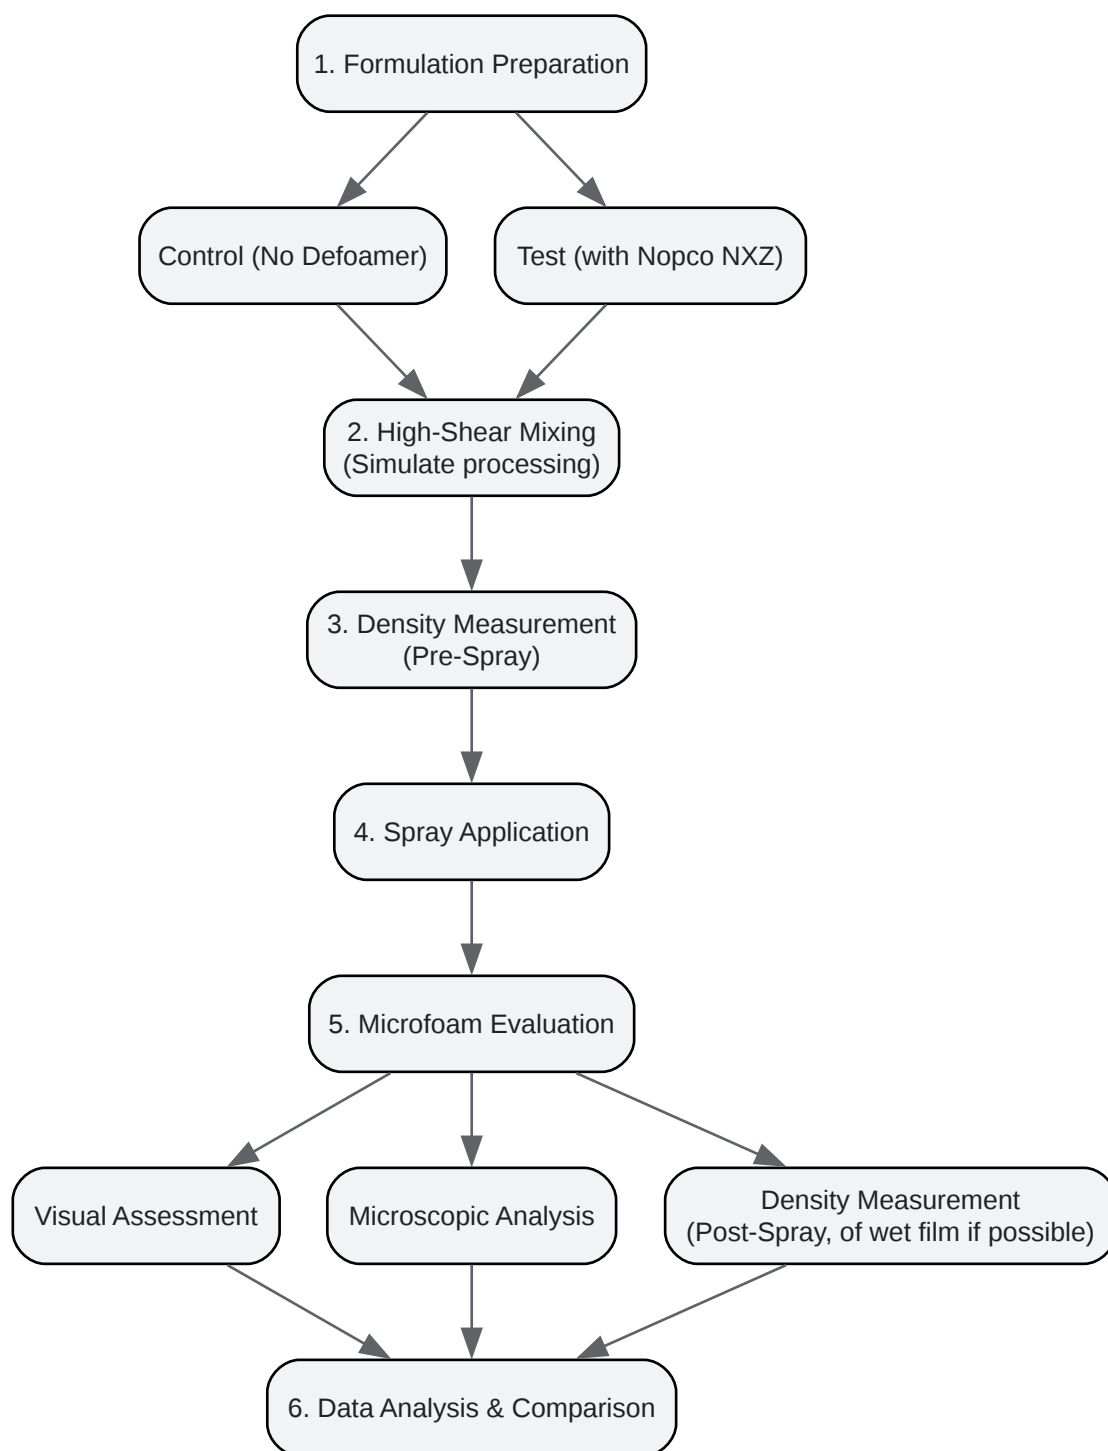 1. Formulation Preparation
Control (No Defoamer)
Test (with Nopco NXZ)
2. High-Shear Mixing
(Simulate processing)
3. Density Measurement
(Pre-Spray)
4. Spray Application
5. Microfoam Evaluation
Visual Assessment
Microscopic Analysis
Density Measurement
(Post-Spray, of wet film if possible)
6. Data Analysis & Comparison